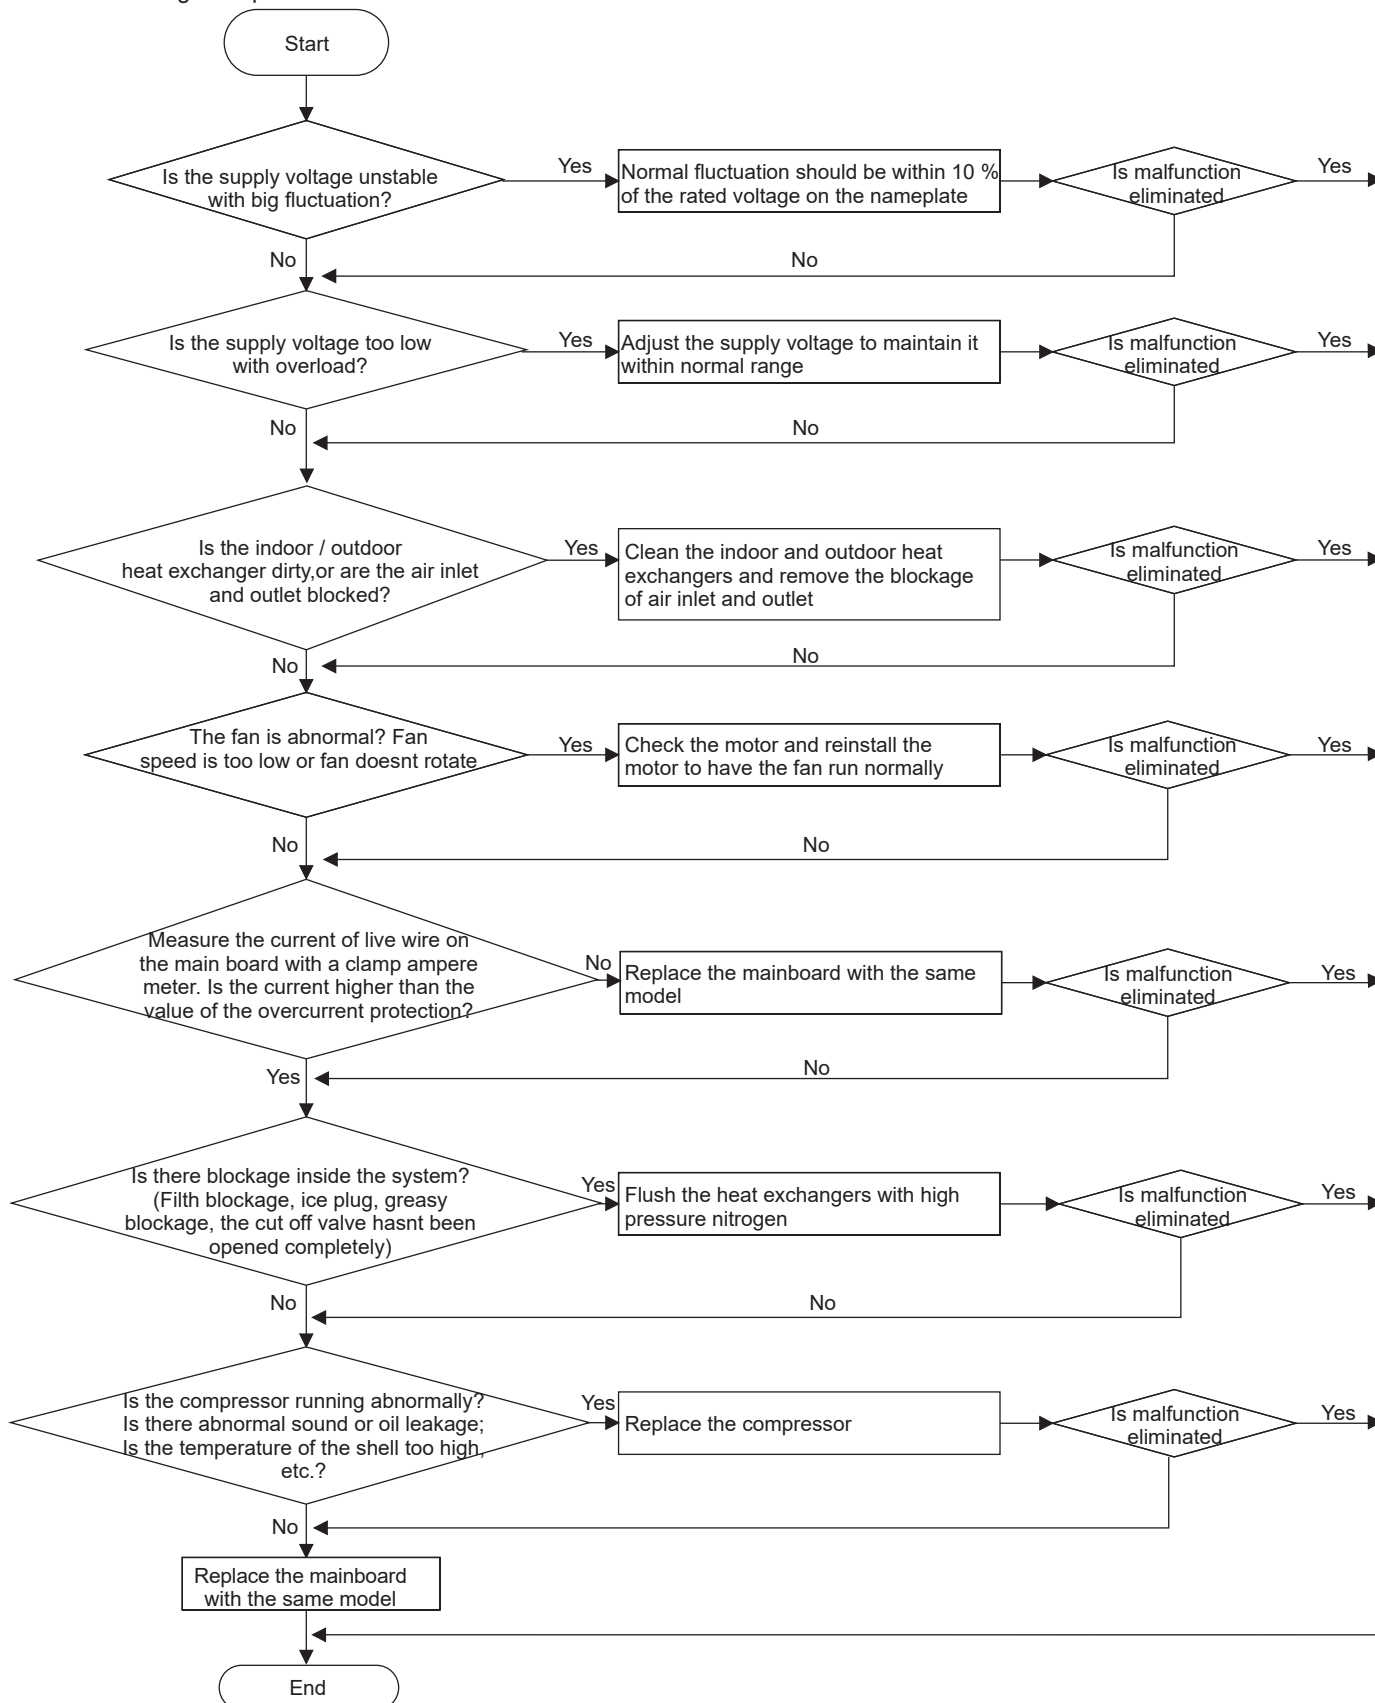 Start
Is the supply voltage unstable
with big fluctuation?
Yes
Normal fluctuation should be within 10 %
of the rated voltage on the nameplate
Is malfunction
eliminated
Yes
No
No
Is the supply voltage too low
with overload?
Yes
Adjust the supply voltage to maintain it
within normal range
Is malfunction
eliminated
Yes
No
No
Is the indoor / outdoor
heat exchanger dirty,or are the air inlet
and outlet blocked?
Yes
Clean the indoor and outdoor heat
exchangers and remove the blockage
of air inlet and outlet
Is malfunction
eliminated
Yes
No
No
The fan is abnormal? Fan
speed is too low or fan doesnt rotate
Yes
Check the motor and reinstall the
motor to have the fan run normally
Is malfunction
eliminated
Yes
No
No
Measure the current of live wire on
the main board with a clamp ampere
meter. Is the current higher than the
value of the overcurrent protection?
No
Replace the mainboard with the same
model
Is malfunction
eliminated
Yes
Yes
No
Is there blockage inside the system?
(Filth blockage, ice plug, greasy
blockage, the cut off valve hasnt been
opened completely)
Yes
Flush the heat exchangers with high
pressure nitrogen
Is malfunction
eliminated
Yes
No
No
Is the compressor running abnormally?
Is there abnormal sound or oil leakage;
Is the temperature of the shell too high,
etc.?
Yes
Replace the compressor
Is malfunction
eliminated
Yes
No
Replace the mainboard
with the same model
End